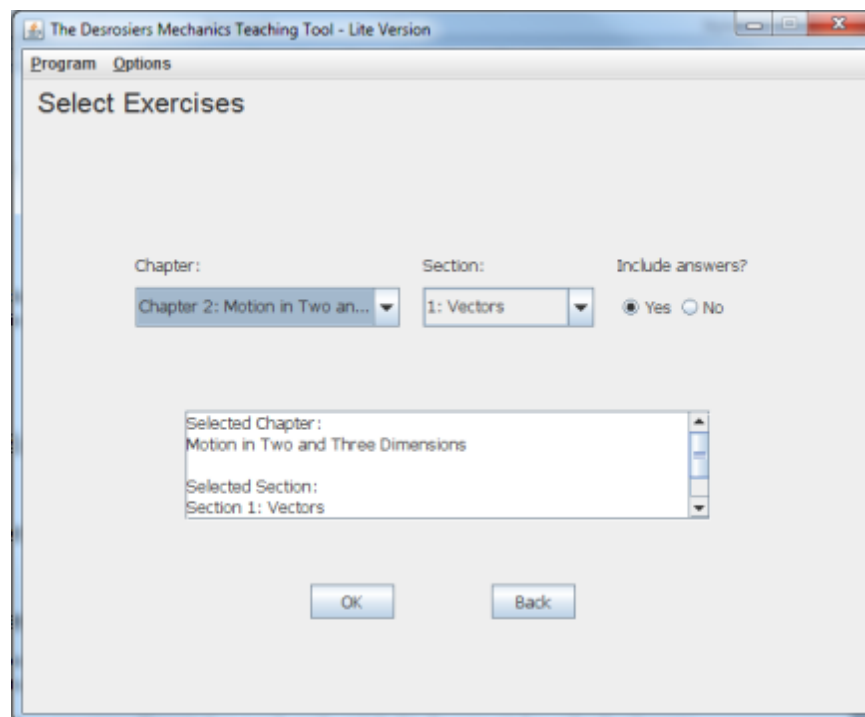 The Desrosiers Mechanics Teaching Tool - Lite Version
Program Options
Select Exercises
Chapter: Section: Include answers?
Chapter 2: Motion in Two an... 1: Vectors Yes No
Selected Chapter:
Motion in Two and Three Dimensions
Selected Section:
Section 1: Vectors
OK Back